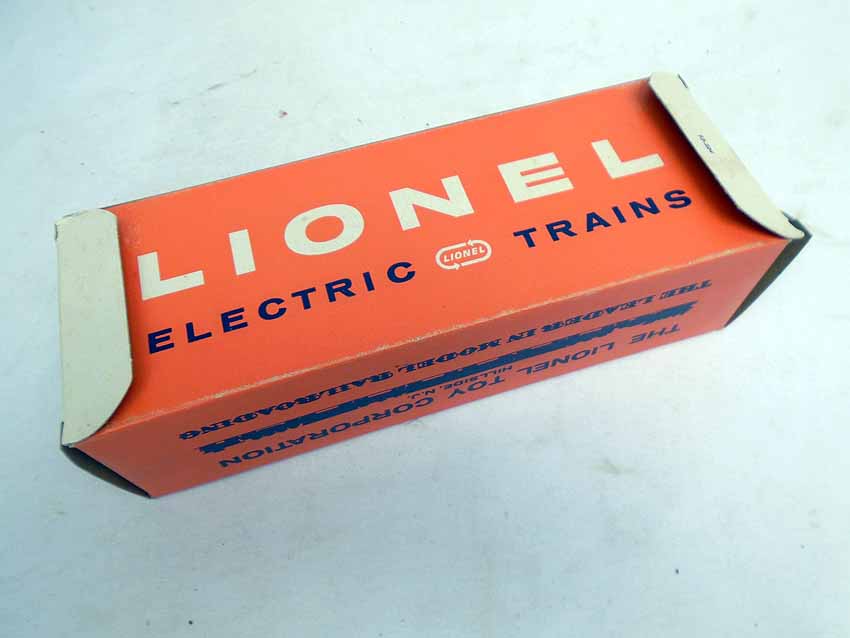 LIONEL
ELECTRIC LIONEL TRAINS
THE LIONEL TOY CORPORATION
HILLSIDE, N.J.
THE LEADER IN MODEL RAILROADING